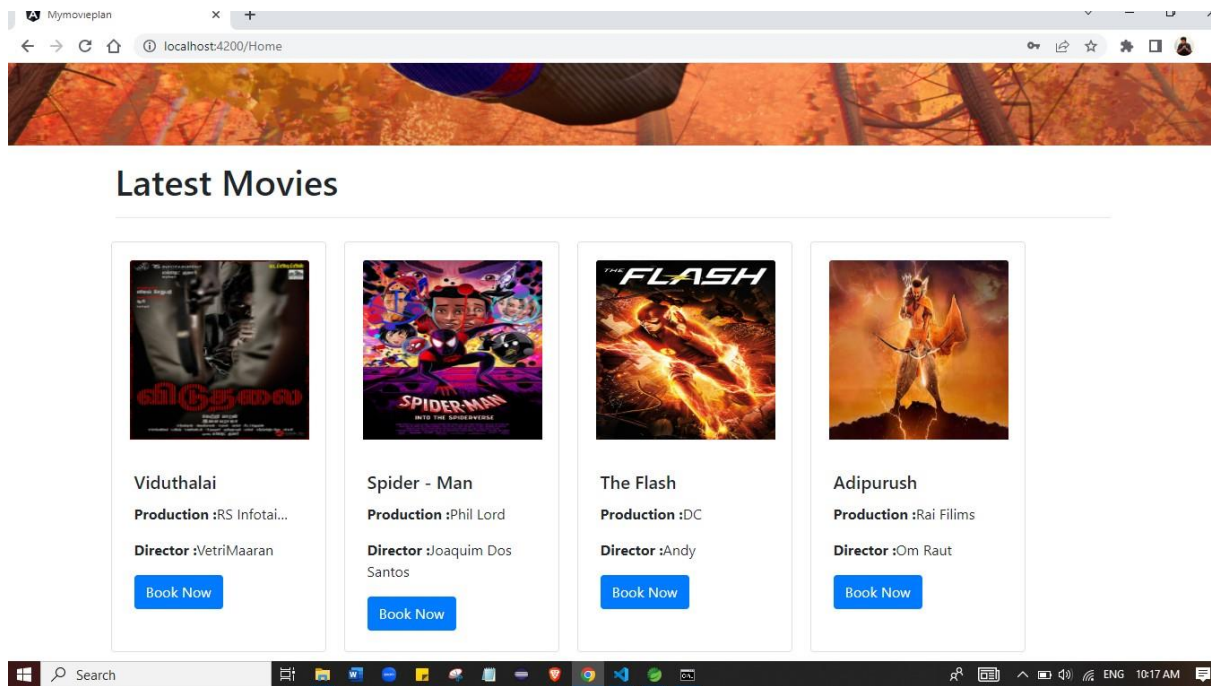 Mymovieplan
localhost:4200/Home
Latest Movies
விடுதலை
SPIDER-MAN
INTO THE SPIDERVERSE
THE
FLASH
Viduthalai
Production :RS Infotai...
Director :VetriMaaran
Book Now
Spider - Man
Production :Phil Lord
Director :Joaquim Dos
Santos
Book Now
The Flash
Production :DC
Director :Andy
Book Now
Adipurush
Production :Rai Filims
Director :Om Raut
Book Now
Search
ENG 10:17 AM